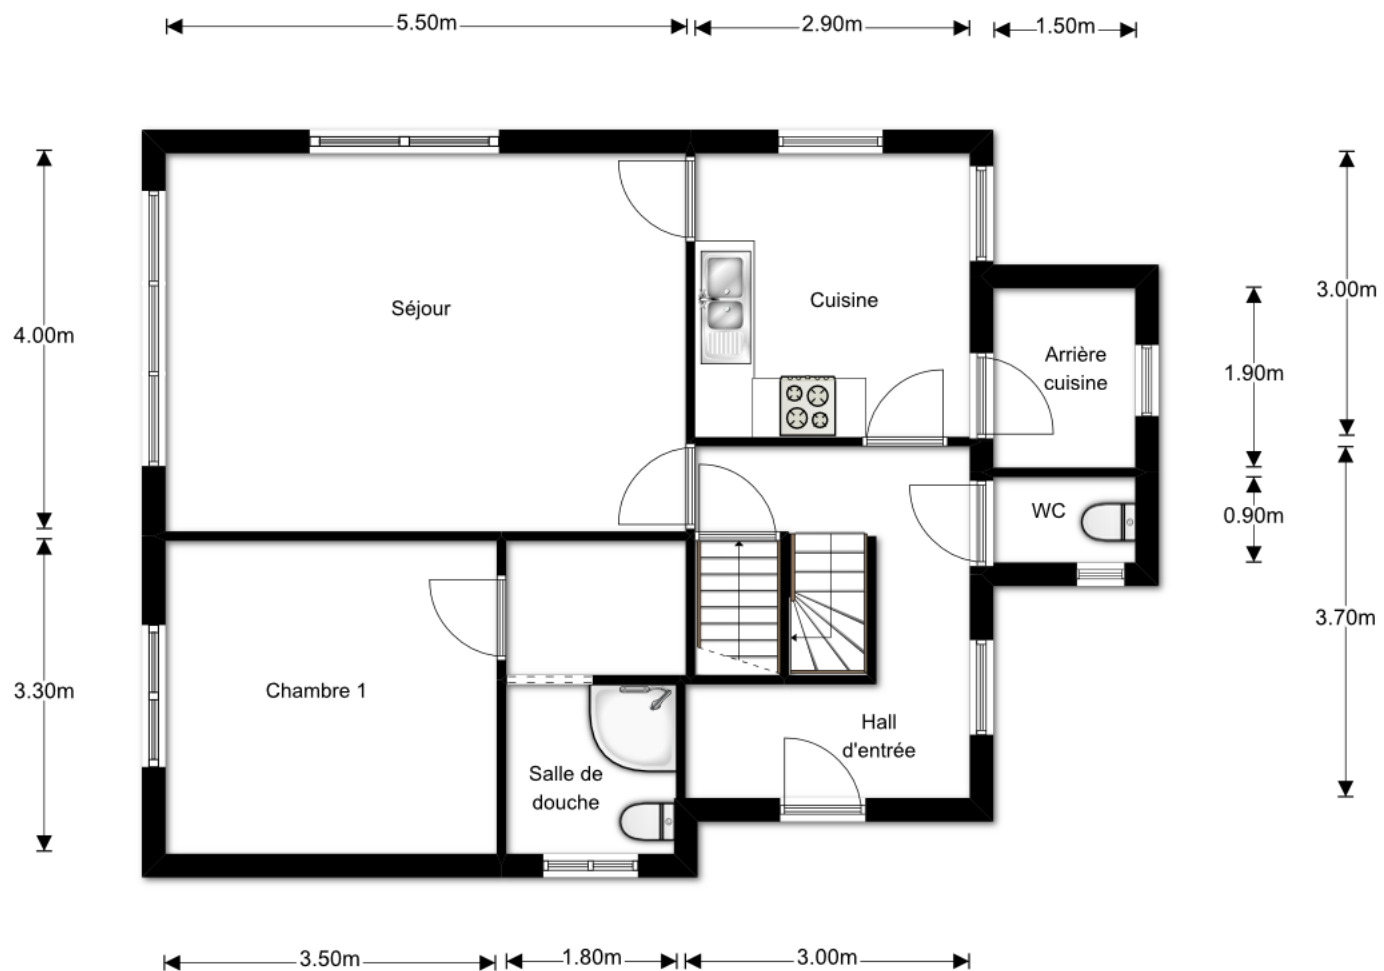 5.50m
2.90m
1.50m
4.00m
3.00m
Séjour
Cuisine
Arrière
cuisine
1.90m
WC
0.90m
3.70m
3.30m
Chambre 1
Hall
d'entrée
Salle de
douche
3.50m
1.80m
3.00m